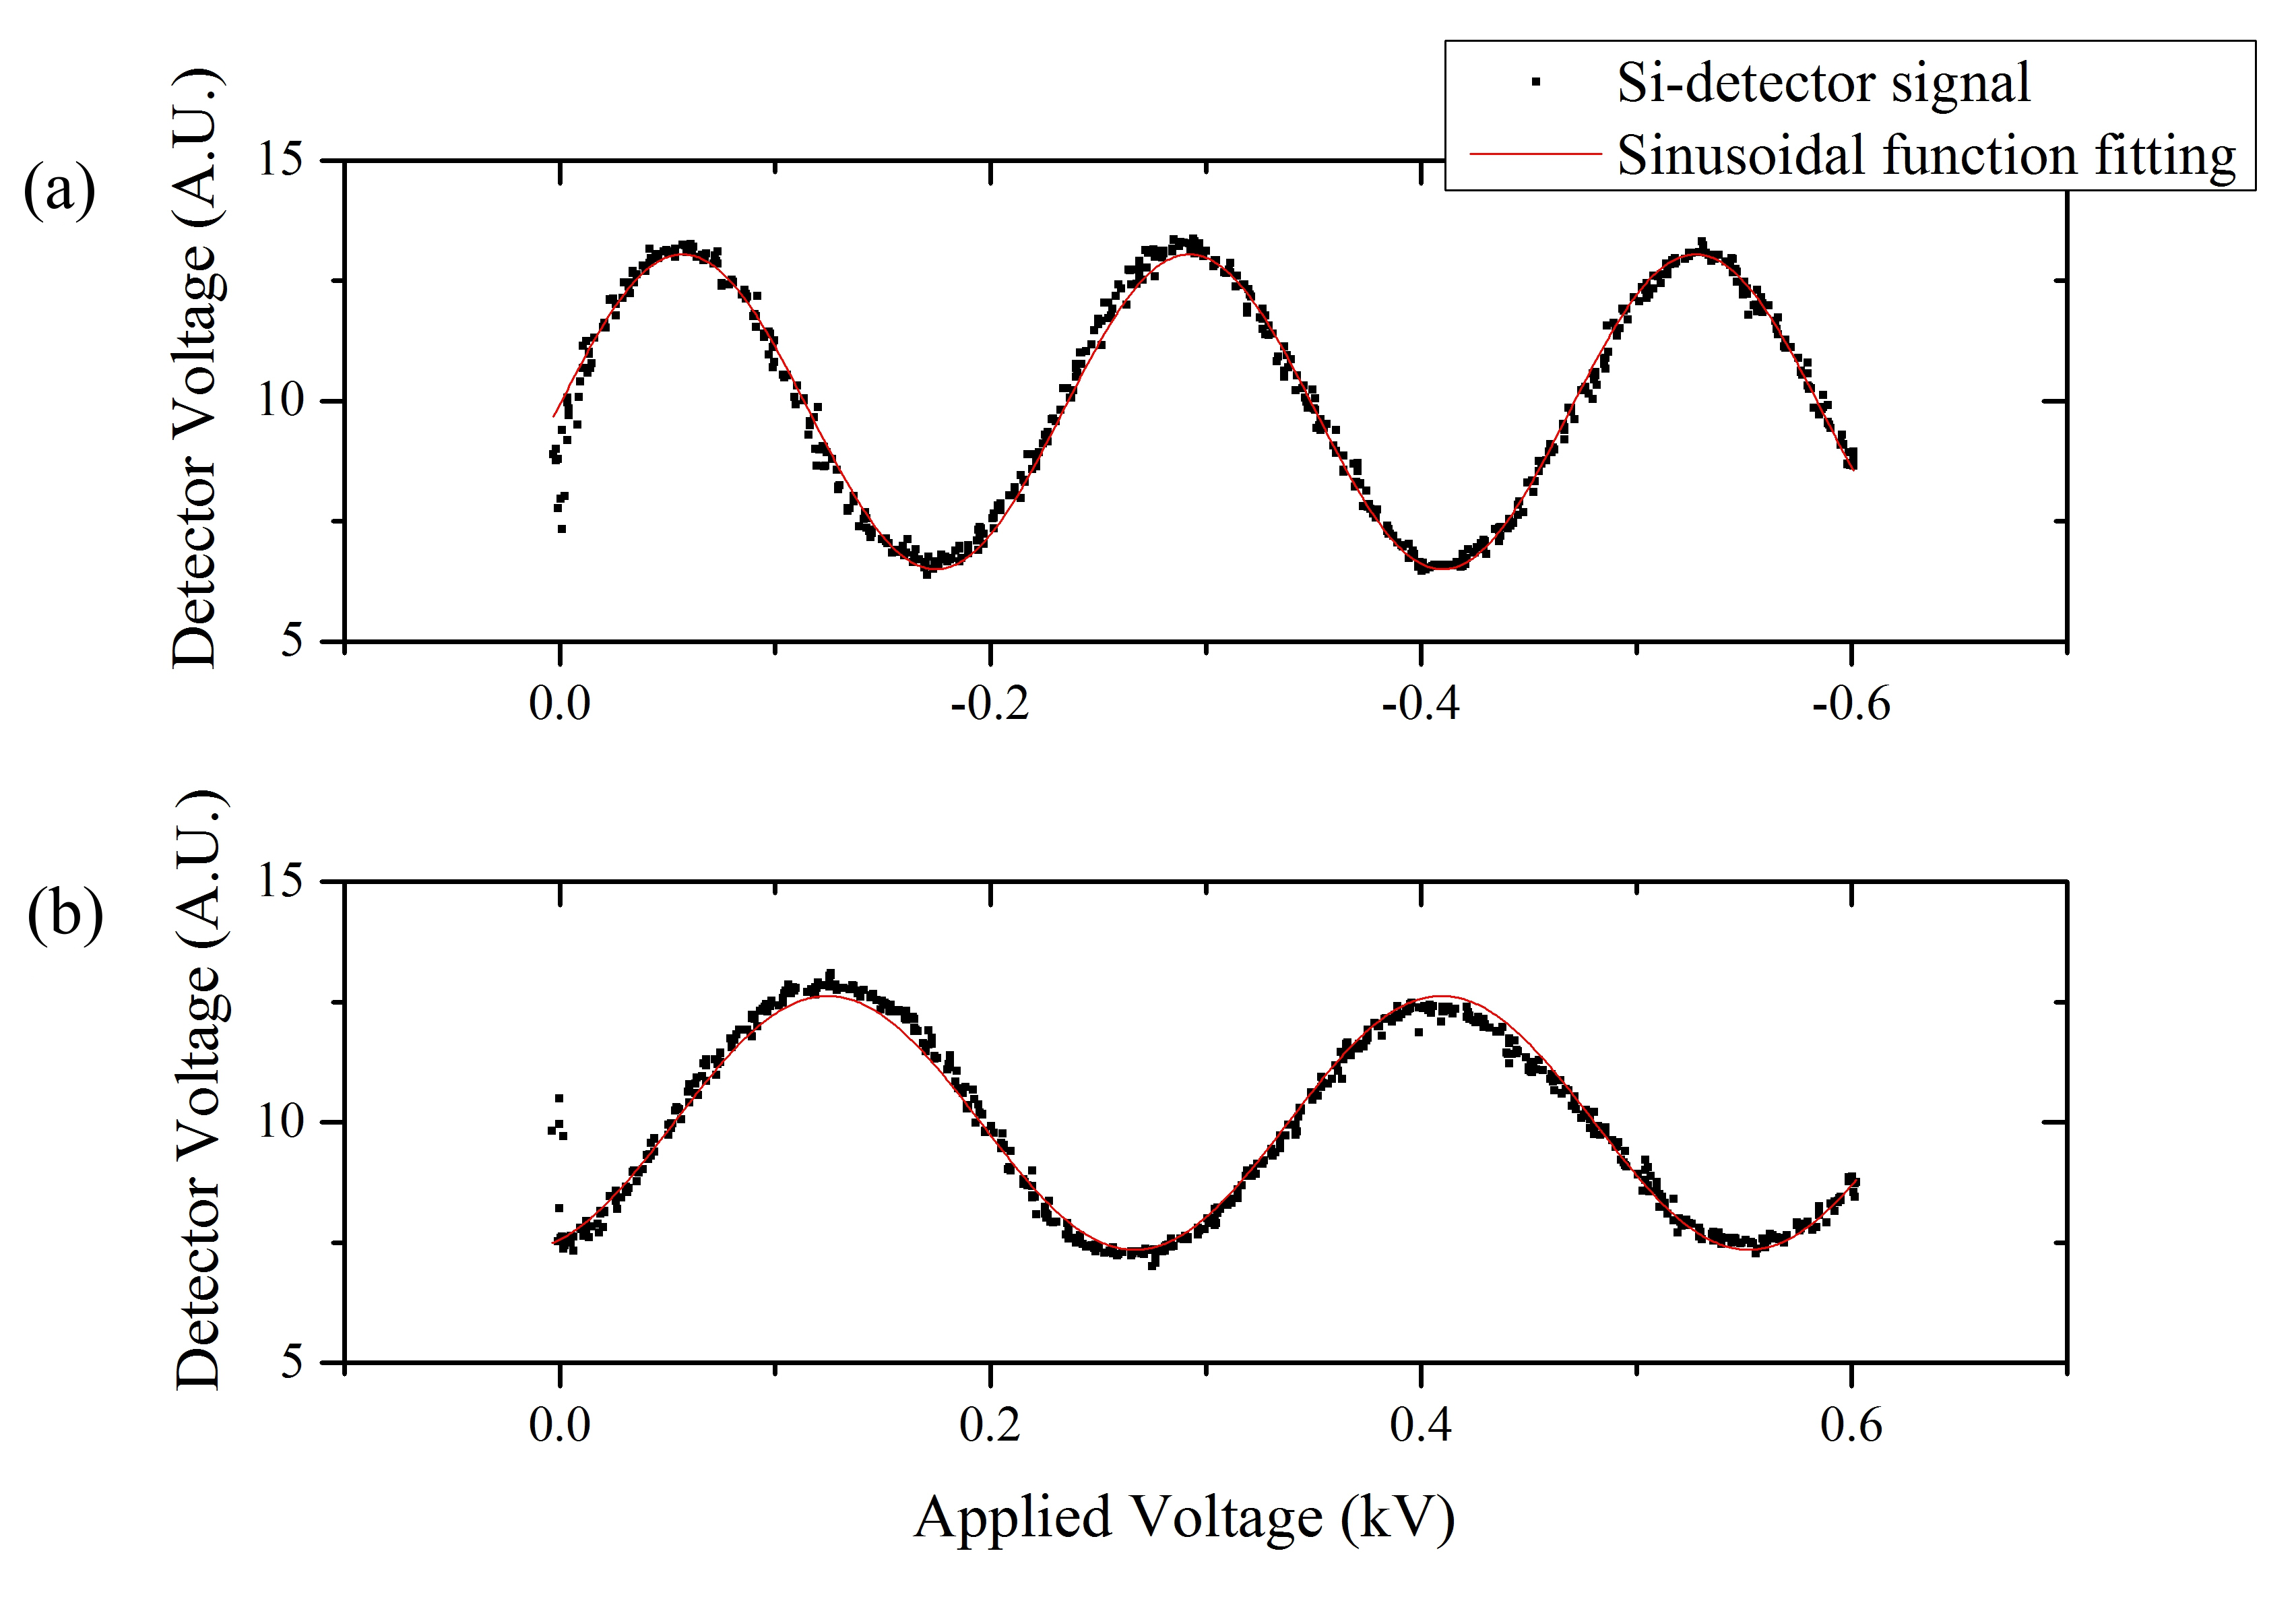 Si-detector signal
Sinusoidal function fitting
(a)
Detector Voltage (A.U.)
15
10
5
0.0 -0.2 -0.4 -0.6
(b)
Detector Voltage (A.U.)
15
10
5
0.0 0.2 0.4 0.6
Applied Voltage (kV)